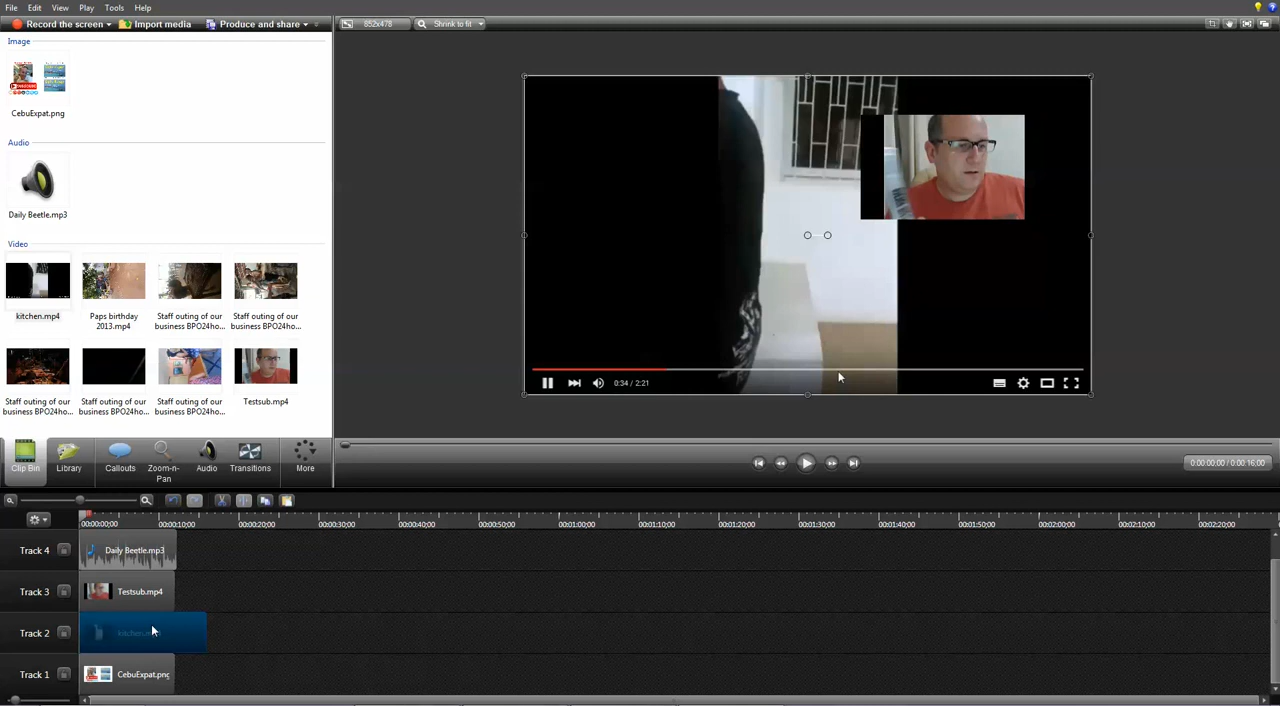 File Edit View Play Tools Help
Record the screen Import media Produce and share 852x478 Shrink to fit
Image
CebuExpat.png
Audio
Daily Beetle.mp3
Video
kitchen.mp4
Paps birthday 2013.mp4
Staff outing of our business BPO24ho...
Staff outing of our business BPO24ho...
Staff outing of our business BPO24ho...
Staff outing of our business BPO24ho...
Staff outing of our business BPO24ho...
Testsub.mp4
0:34 / 2:21
Clip Bin Library Callouts Zoom-n-Pan Audio Transitions More
0:00:00;00 / 0:00:16;00
00:00:00;00 00:00:10;00 00:00:20;00 00:00:30;00 00:00:40;00 00:00:50;00 00:01:00;00 00:01:10;00 00:01:20;00 00:01:30;00 00:01:40;00 00:01:50;00 00:02:00;00 00:02:10;00 00:02:20;00
Track 4 Daily Beetle.mp3
Track 3 Testsub.mp4
Track 2 kitchen.mp4
Track 1 CebuExpat.png